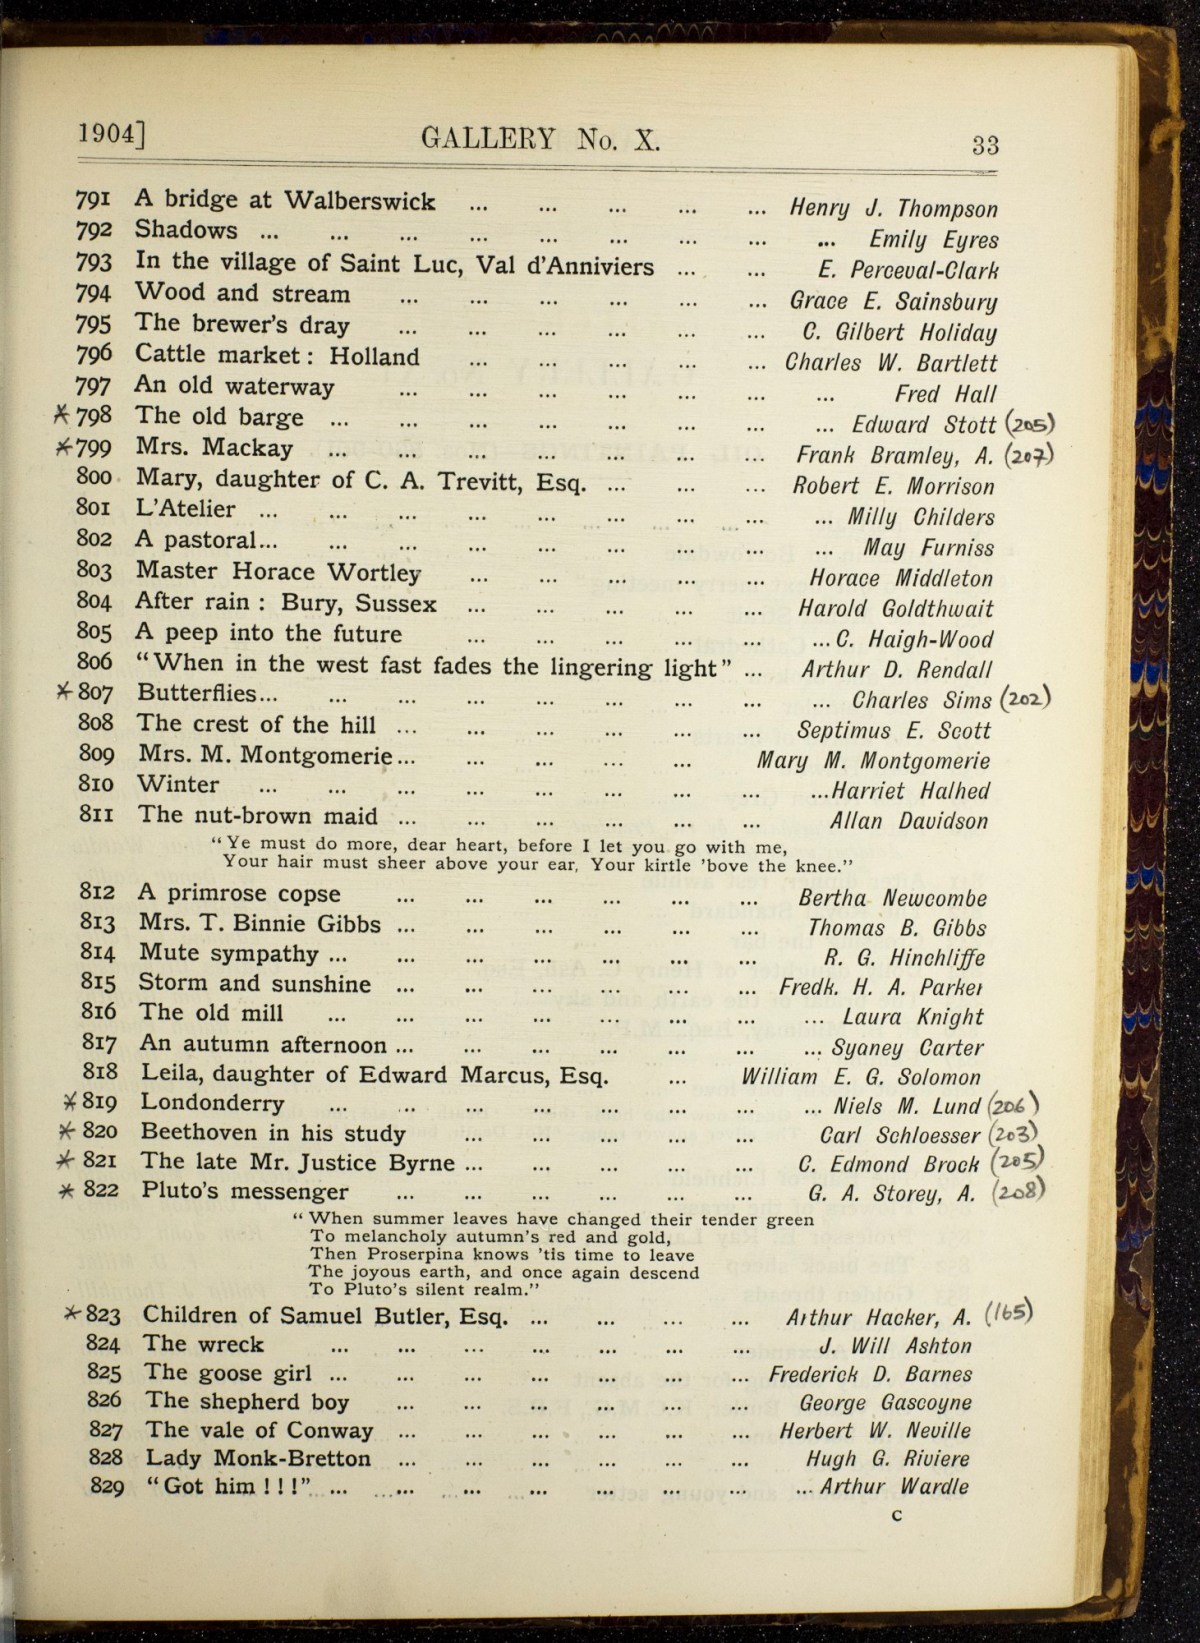 1904] GALLERY No. X. 33
791 A bridge at Walberswick ... ... ... ... ... Henry J. Thompson
792 Shadows ... ... ... ... ... ... ... ... ... Emily Eyres
793 In the village of Saint Luc, Val d'Anniviers ... ... E. Perceval-Clark
794 Wood and stream ... ... ... ... ... ... Grace E. Sainsbury
795 The brewer's dray ... ... ... ... ... ... C. Gilbert Holiday
796 Cattle market: Holland ... ... ... ... ... Charles W. Bartlett
797 An old waterway ... ... ... ... ... ... ... Fred Hall
* 798 The old barge ... ... ... ... ... ... ... ... Edward Stott (205)
* 799 Mrs. Mackay ... ... ... ... ... ... ... Frank Bramley, A. (207)
800 Mary, daughter of C. A. Trevitt, Esq. ... ... ... Robert E. Morrison
801 L'Atelier ... ... ... ... ... ... ... ... ... Milly Childers
802 A pastoral... ... ... ... ... ... ... ... ... May Furniss
803 Master Horace Wortley ... ... ... ... ... Horace Middleton
804 After rain : Bury, Sussex ... ... ... ... ... Harold Goldthwait
805 A peep into the future ... ... ... ... ... ...C. Haigh-Wood
806 "When in the west fast fades the lingering light" ... Arthur D. Rendall
* 807 Butterflies... ... ... ... ... ... ... ... ... Charles Sims (202)
808 The crest of the hill ... ... ... ... ... ... Septimus E. Scott
809 Mrs. M. Montgomerie... ... ... ... ... Mary M. Montgomerie
810 Winter ... ... ... ... ... ... ... ... ...Harriet Halhed
811 The nut-brown maid ... ... ... ... ... ... Allan Davidson
"Ye must do more, dear heart, before I let you go with me,
Your hair must sheer above your ear, Your kirtle 'bove the knee."
812 A primrose copse ... ... ... ... ... ... Bertha Newcombe
813 Mrs. T. Binnie Gibbs ... ... ... ... ... ... Thomas B. Gibbs
814 Mute sympathy ... ... ... ... ... ... ... R. G. Hinchliffe
815 Storm and sunshine ... ... ... ... ... ... Fredk. H. A. Parker
816 The old mill ... ... ... ... ... ... ... ... Laura Knight
817 An autumn afternoon ... ... ... ... ... ... ... Syaney Carter
818 Leila, daughter of Edward Marcus, Esq. ... William E. G. Solomon
* 819 Londonderry ... ... ... ... ... ... ... ... Niels M. Lund (206)
* 820 Beethoven in his study ... ... ... ... ... Carl Schloesser (203)
* 821 The late Mr. Justice Byrne ... ... ... ... ... C. Edmond Brock (205)
* 822 Pluto's messenger ... ... ... ... ... ... G. A. Storey, A. (208)
"When summer leaves have changed their tender green
To melancholy autumn's red and gold,
Then Proserpina knows 'tis time to leave
The joyous earth, and once again descend
To Pluto's silent realm."
* 823 Children of Samuel Butler, Esq. ... ... ... ... Arthur Hacker, A. (165)
824 The wreck ... ... ... ... ... ... ... J. Will Ashton
825 The goose girl ... ... ... ... ... ... ... Frederick D. Barnes
826 The shepherd boy ... ... ... ... ... ... George Gascoyne
827 The vale of Conway ... ... ... ... ... ... Herbert W. Neville
828 Lady Monk-Bretton ... ... ... ... ... ... Hugh G. Riviere
829 "Got him ! ! !" ... ... ... ... ... ... ... ... Arthur Wardle
C